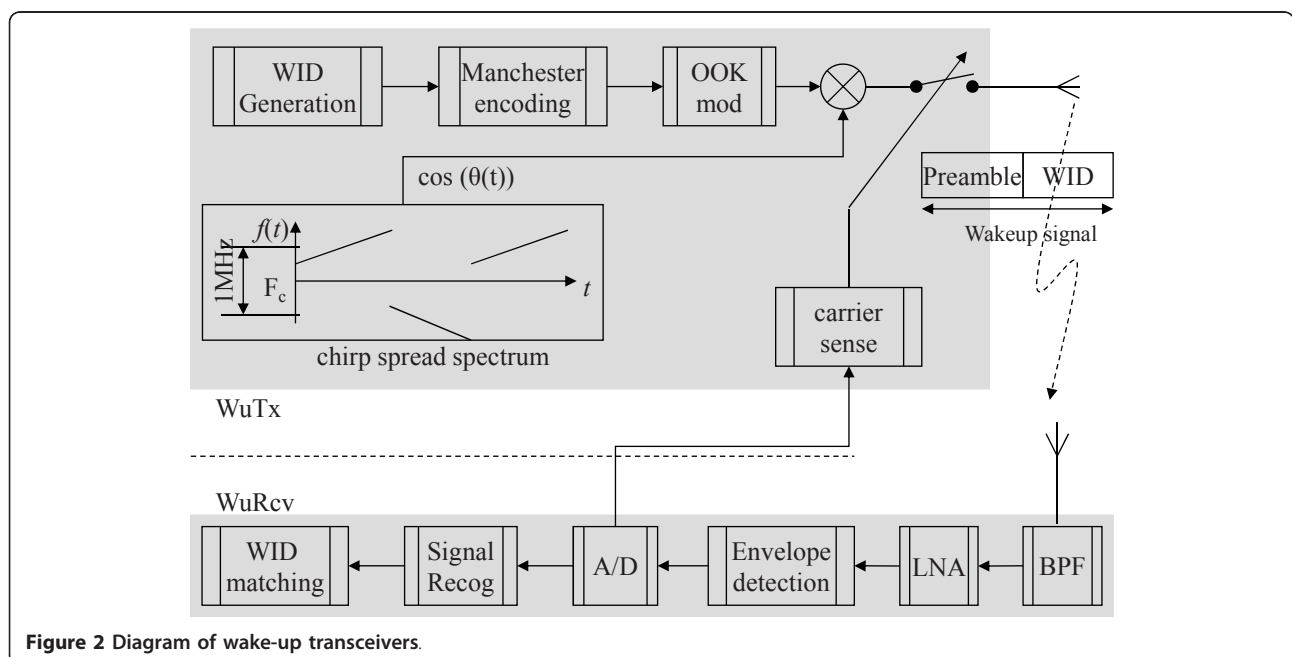 WID
Generation
Manchester
encoding
OOK
mod
cos (θ(t))
Preamble
WID
Wakeup signal
f(t)
1MHz
F_c
t
chirp spread spectrum
carrier
sense
WuTx
WuRcv
WID
matching
Signal
Recog
A/D
Envelope
detection
LNA
BPF
Figure 2 Diagram of wake-up transceivers.